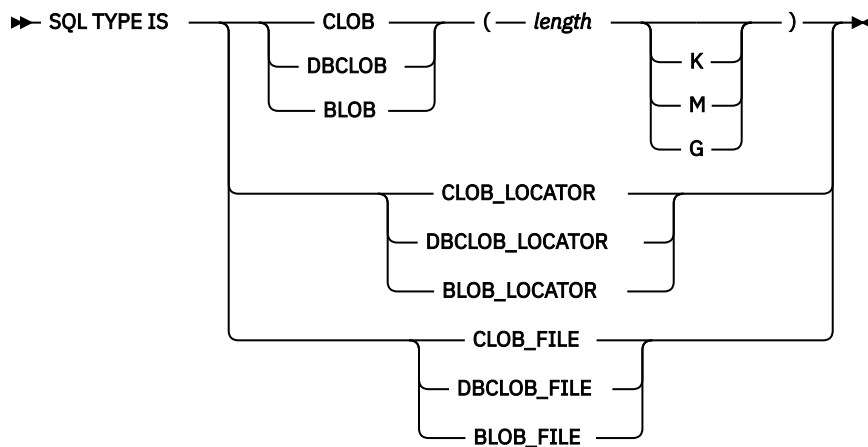 SQL TYPE IS CLOB ( length )
K
DBCLOB
M
BLOB
G
CLOB_LOCATOR
DBCLOB_LOCATOR
BLOB_LOCATOR
CLOB_FILE
DBCLOB_FILE
BLOB_FILE